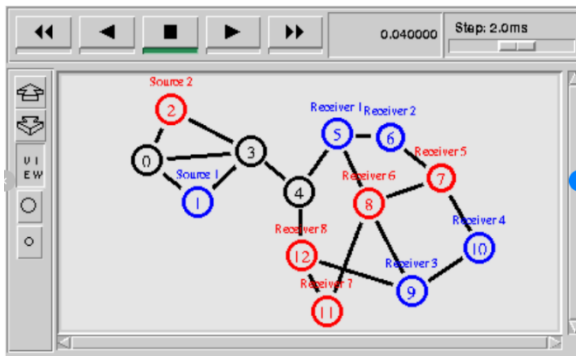 0.040000
Step: 2.0ms
VI
EW
Source 2
2
0
3
Source 1
1
Receiver 1
Receiver 2
5
6
Receiver 5
7
4
Receiver 6
8
Receiver 8
12
Receiver 4
10
Receiver 3
9
Receiver 7
11